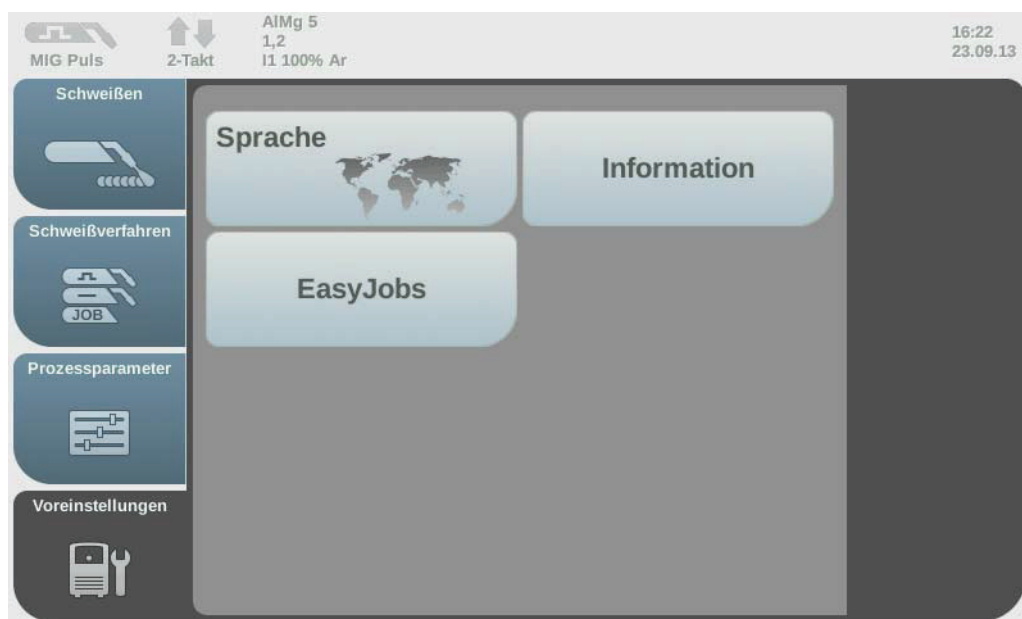 MIG Puls
2-Takt
AlMg 5
1,2
I1 100% Ar
16:22
23.09.13
Schweißen
Schweißverfahren
JOB
Prozessparameter
Voreinstellungen
Sprache
Information
EasyJobs